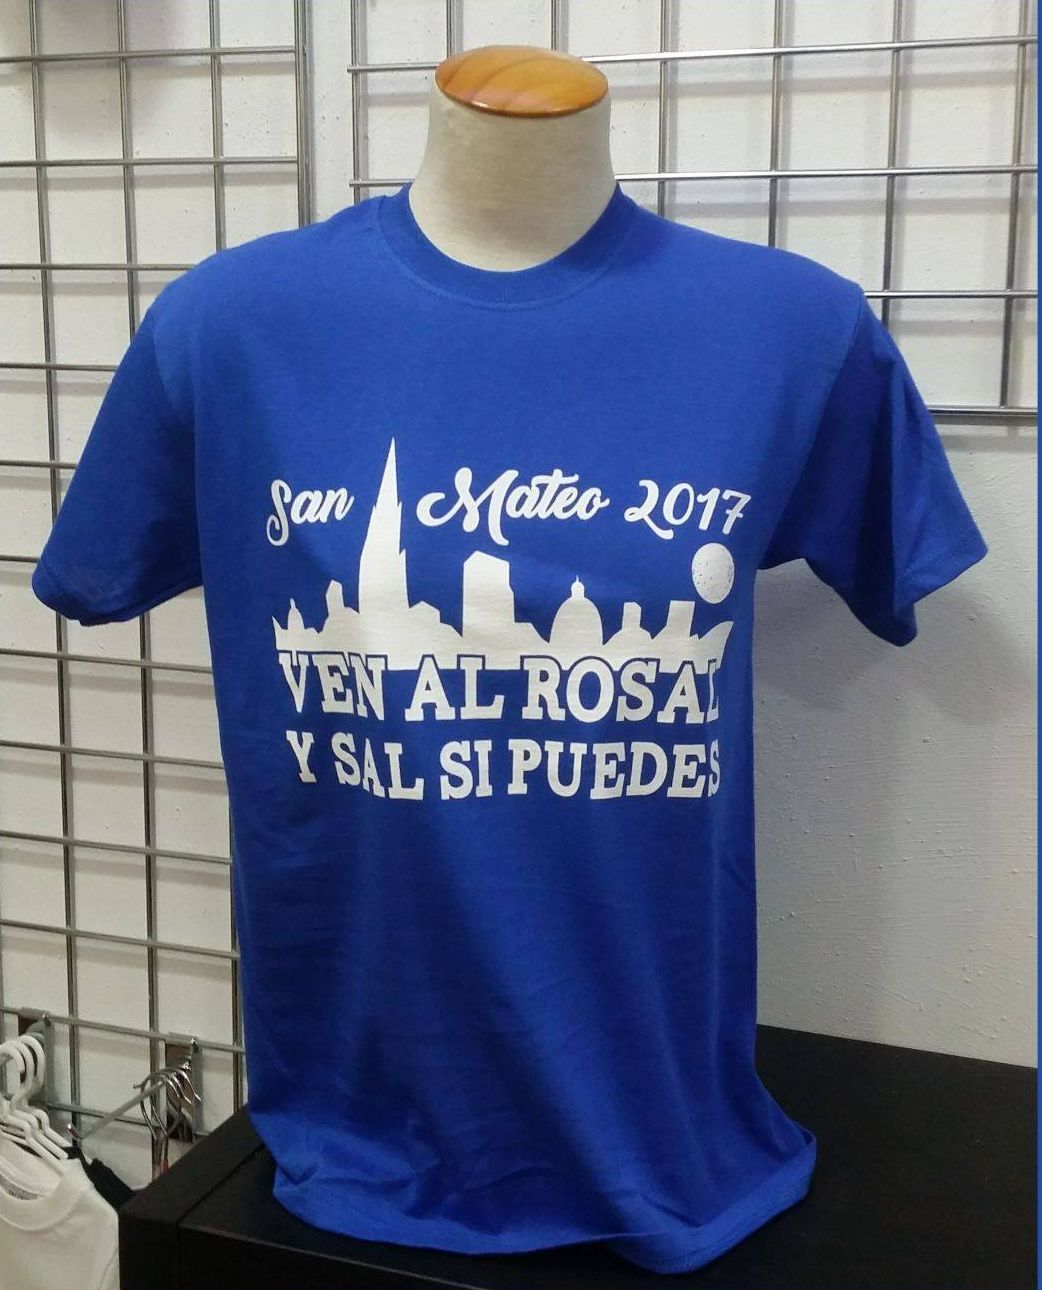 San Mateo 2017
VEN AL ROSAL
Y SAL SI PUEDES